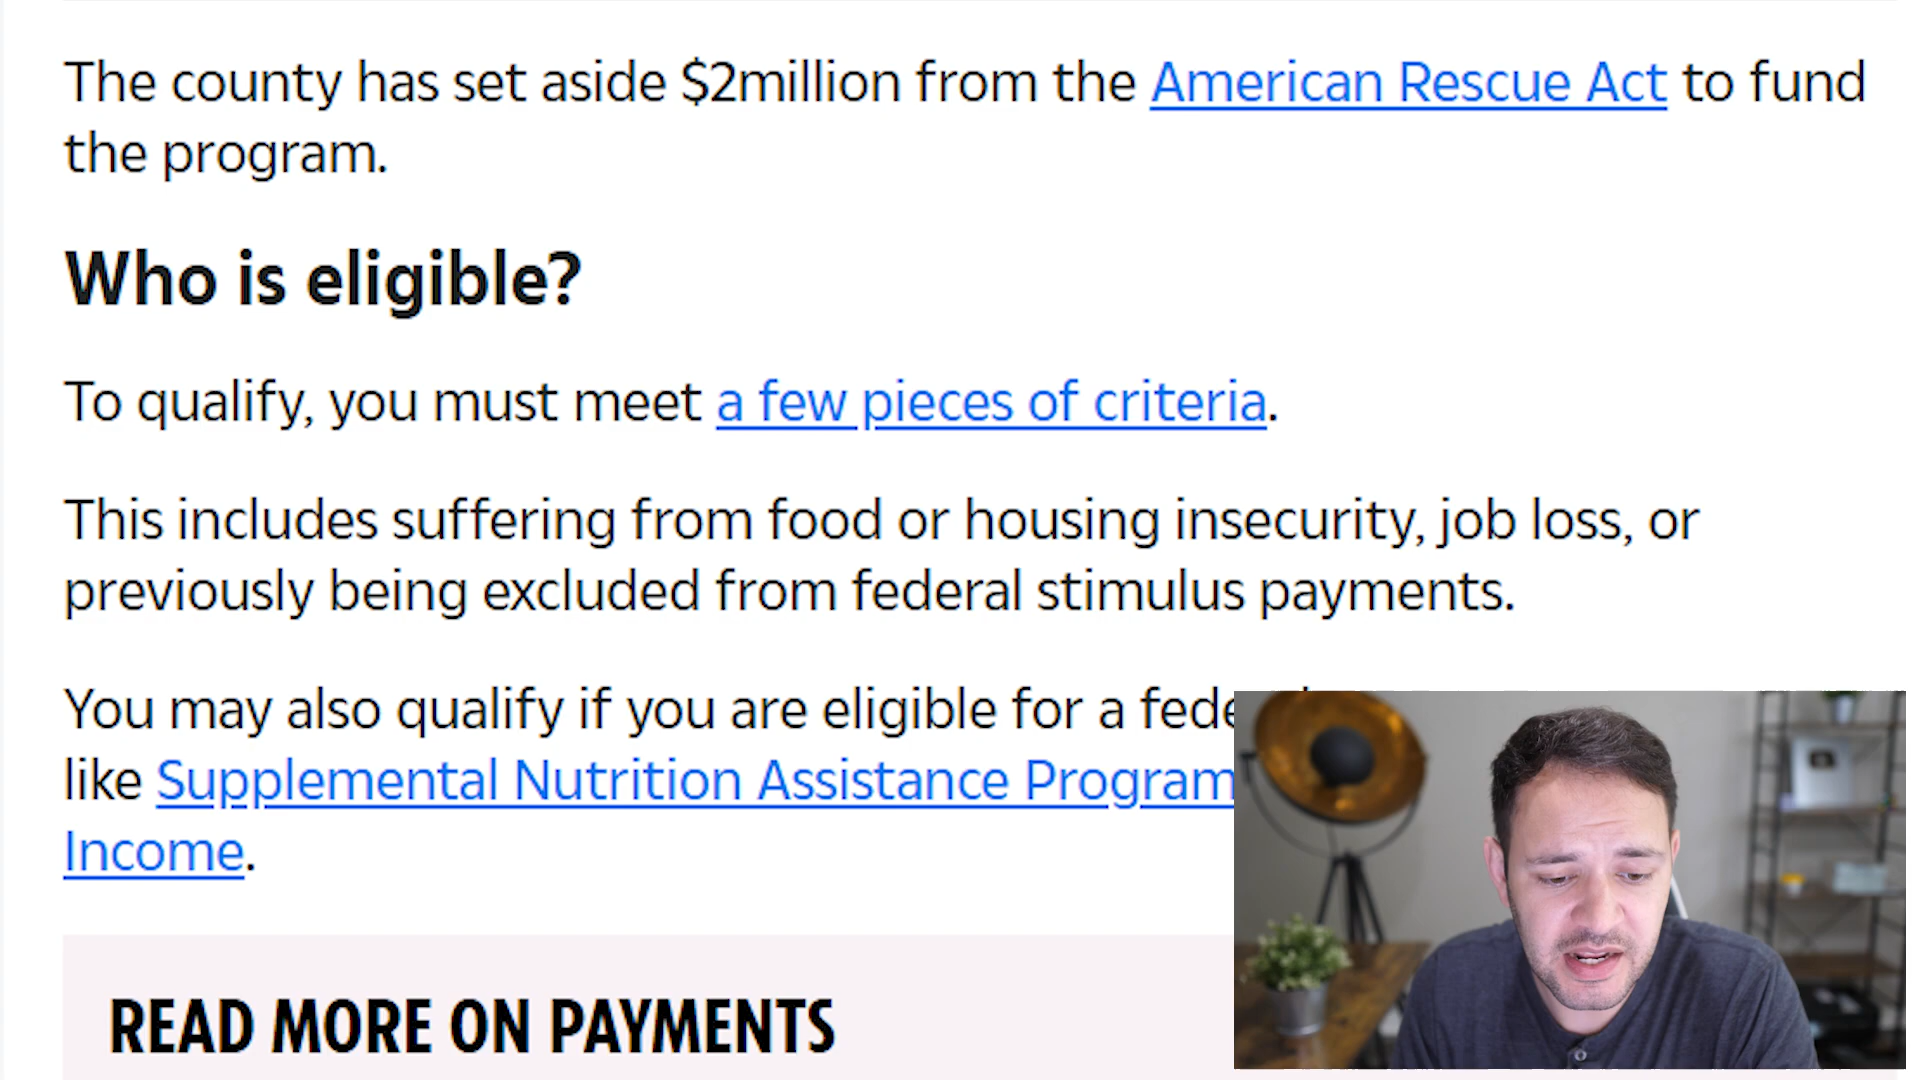 The county has set aside $2million from the American Rescue Act to fund
the program.
Who is eligible?
To qualify, you must meet a few pieces of criteria.
This includes suffering from food or housing insecurity, job loss, or
previously being excluded from federal stimulus payments.
You may also qualify if you are eligible for a
like Supplemental Nutrition Assistance Program
Income.
READ MORE ON PAYMENTS